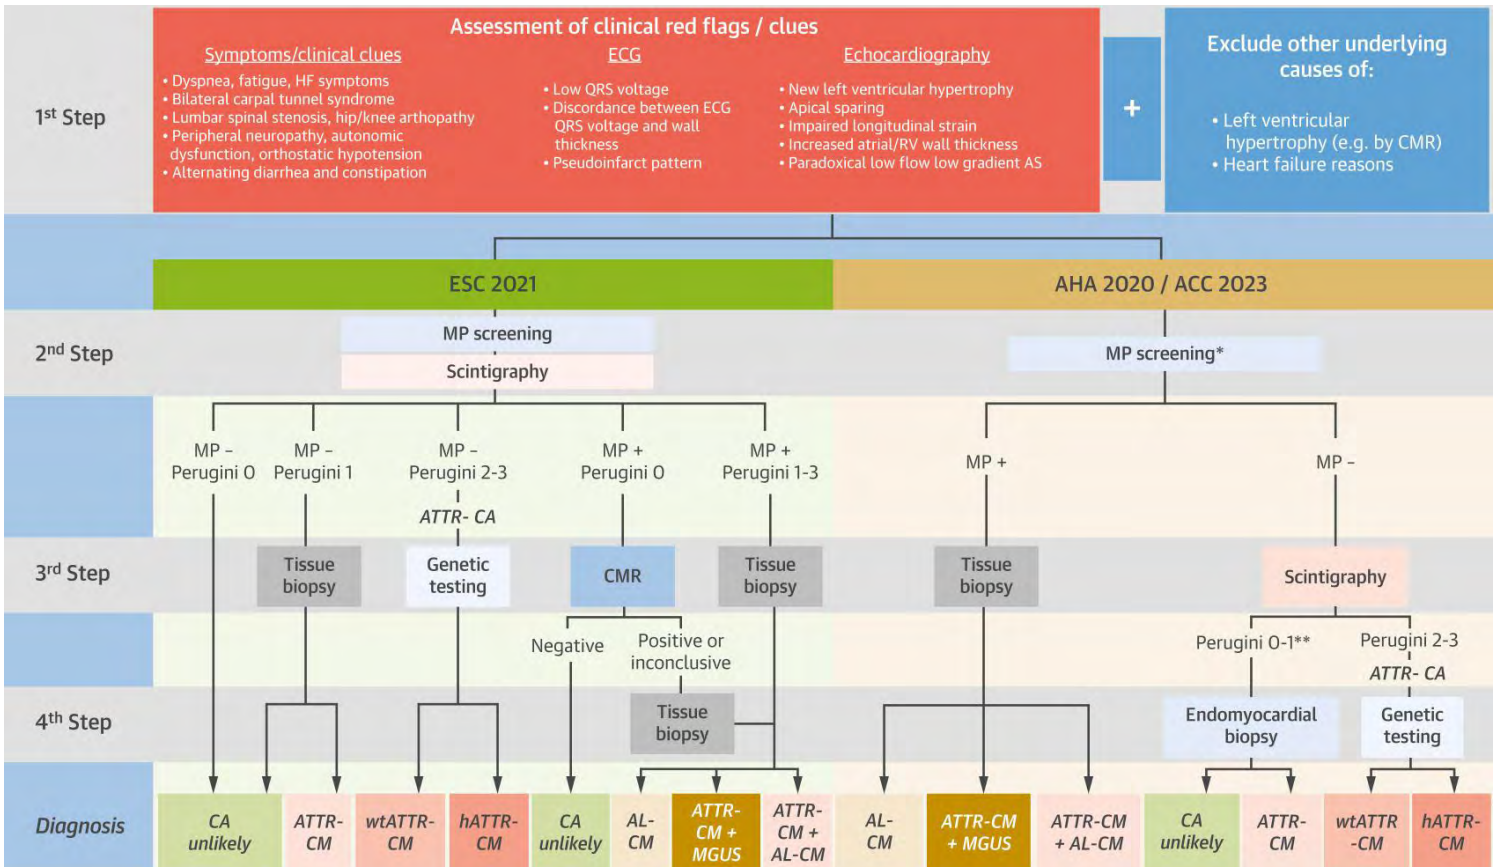 Assessment of clinical red flags / clues
Symptoms/clinical clues
• Dyspnea, fatigue, HF symptoms
• Bilateral carpal tunnel syndrome
• Lumbar spinal stenosis, hip/knee arthopathy
• Peripheral neuropathy, autonomic
dysfunction, orthostatic hypotension
• Alternating diarrhea and constipation
ECG
• Low QRS voltage
• Discordance between ECG
QRS voltage and wall
thickness
• Pseudoinfarct pattern
Echocardiography
• New left ventricular hypertrophy
• Apical sparing
• Impaired longitudinal strain
• Increased atrial/RV wall thickness
• Paradoxical low flow low gradient AS
+
Exclude other underlying
causes of:
• Left ventricular
hypertrophy (e.g. by CMR)
• Heart failure reasons
1st Step
ESC 2021
AHA 2020 / ACC 2023
2nd Step
MP screening
Scintigraphy
MP screening*
MP –
Perugini 0
MP –
Perugini 1
MP –
Perugini 2-3
ATTR- CA
MP +
Perugini 0
MP +
Perugini 1-3
MP +
MP –
3rd Step
Tissue
biopsy
Genetic
testing
CMR
Tissue
biopsy
Tissue
biopsy
Scintigraphy
Negative
Positive or
inconclusive
Perugini 0-1**
Perugini 2-3
ATTR- CA
4th Step
Tissue
biopsy
Endomyocardial
biopsy
Genetic
testing
Diagnosis
CA
unlikely
ATTR-
CM
wtATTR-
CM
hATTR-
CM
CA
unlikely
AL-
CM
ATTR-
CM +
MGUS
ATTR-
CM +
AL-CM
AL-
CM
ATTR-CM
+ MGUS
ATTR-CM
+ AL-CM
CA
unlikely
ATTR-
CM
wtATTR
-CM
hATTR-
CM